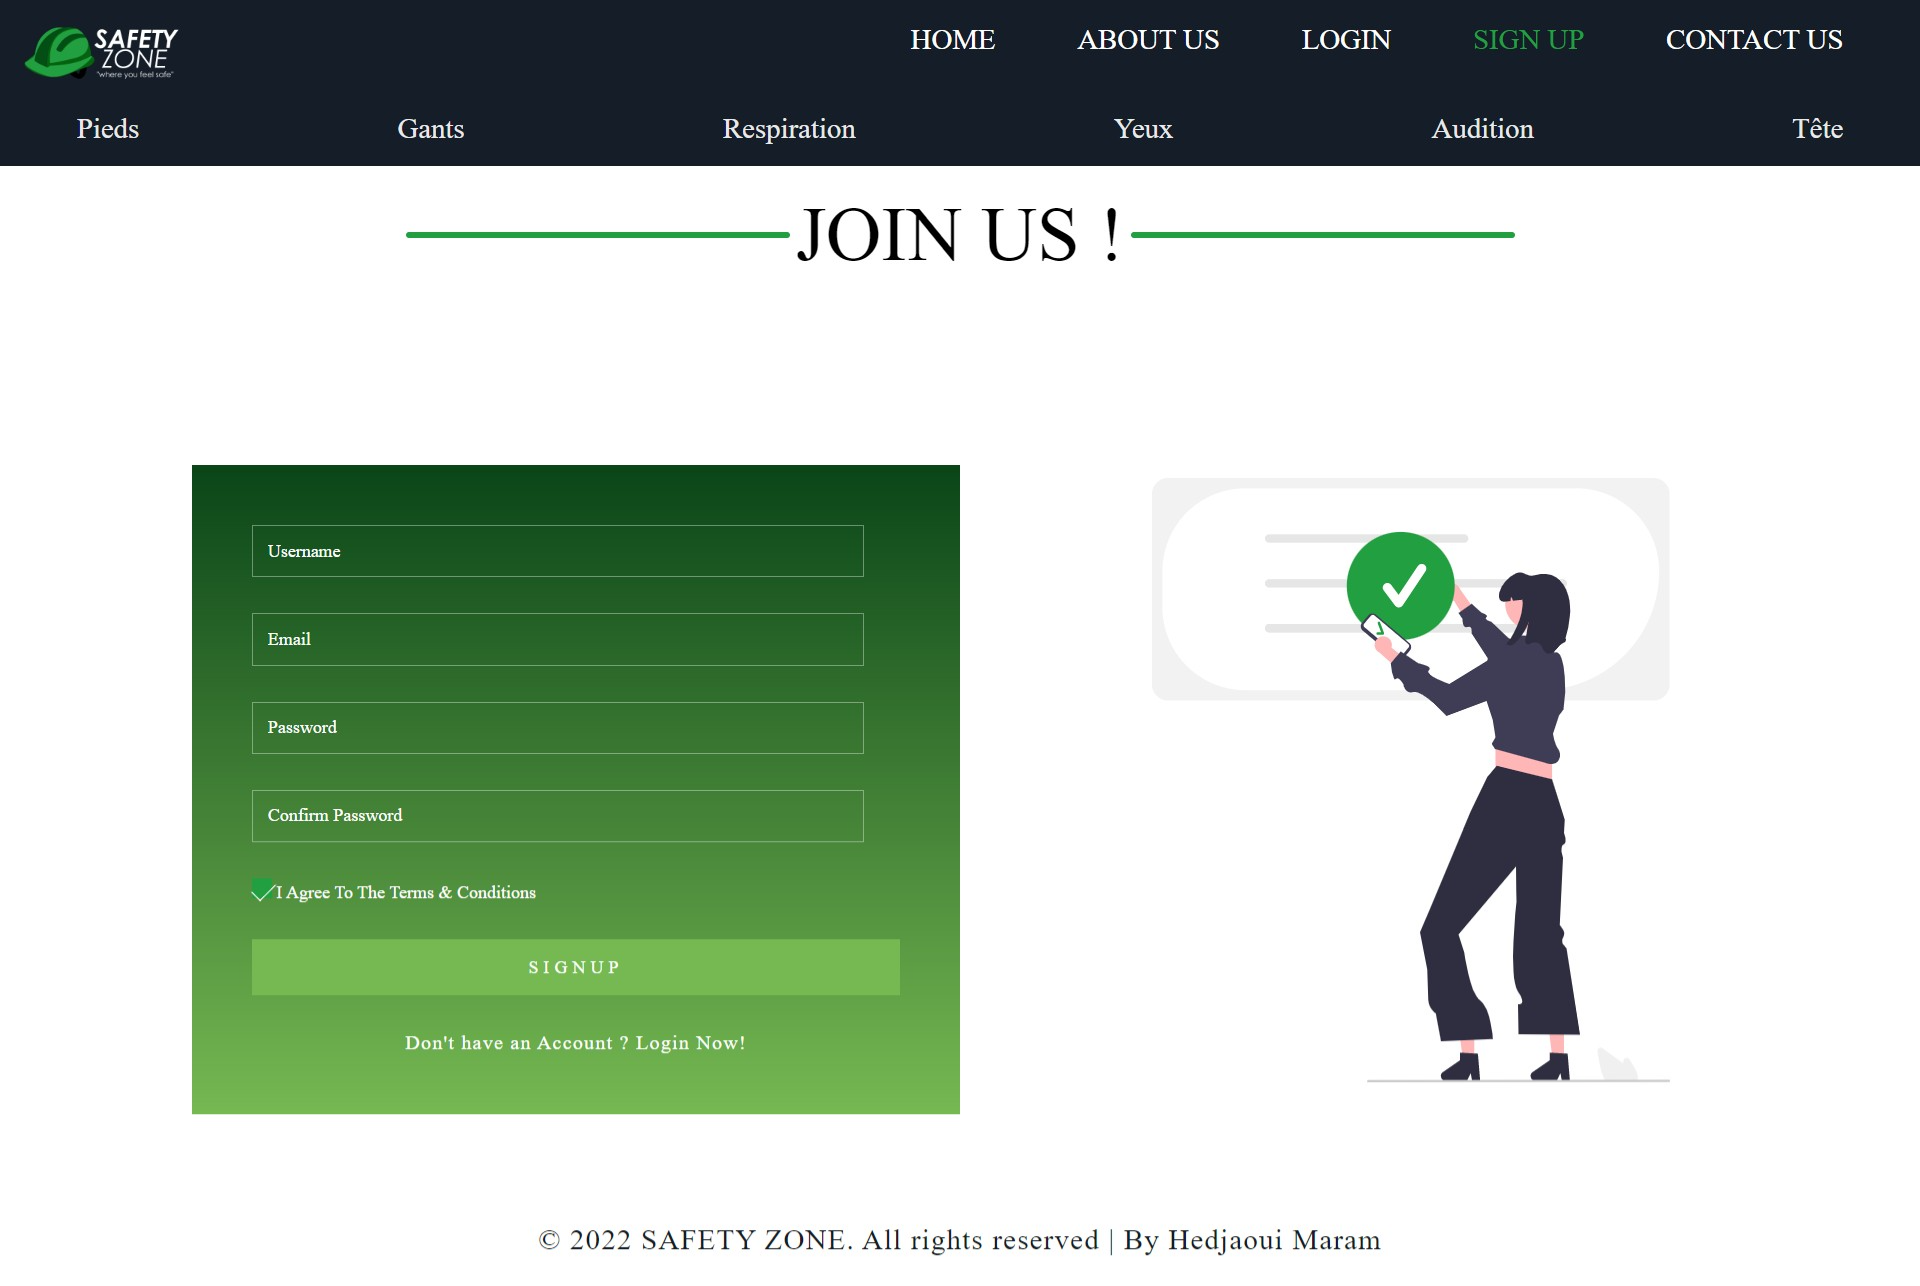 SAFETY
ZONE
"where you feel safe"
HOME ABOUT US LOGIN SIGN UP CONTACT US
Pieds Gants Respiration Yeux Audition Tête
JOIN US !
Username
Email
Password
Confirm Password
I Agree To The Terms & Conditions
SIGNUP
Don't have an Account ? Login Now!
© 2022 SAFETY ZONE. All rights reserved | By Hedjaoui Maram